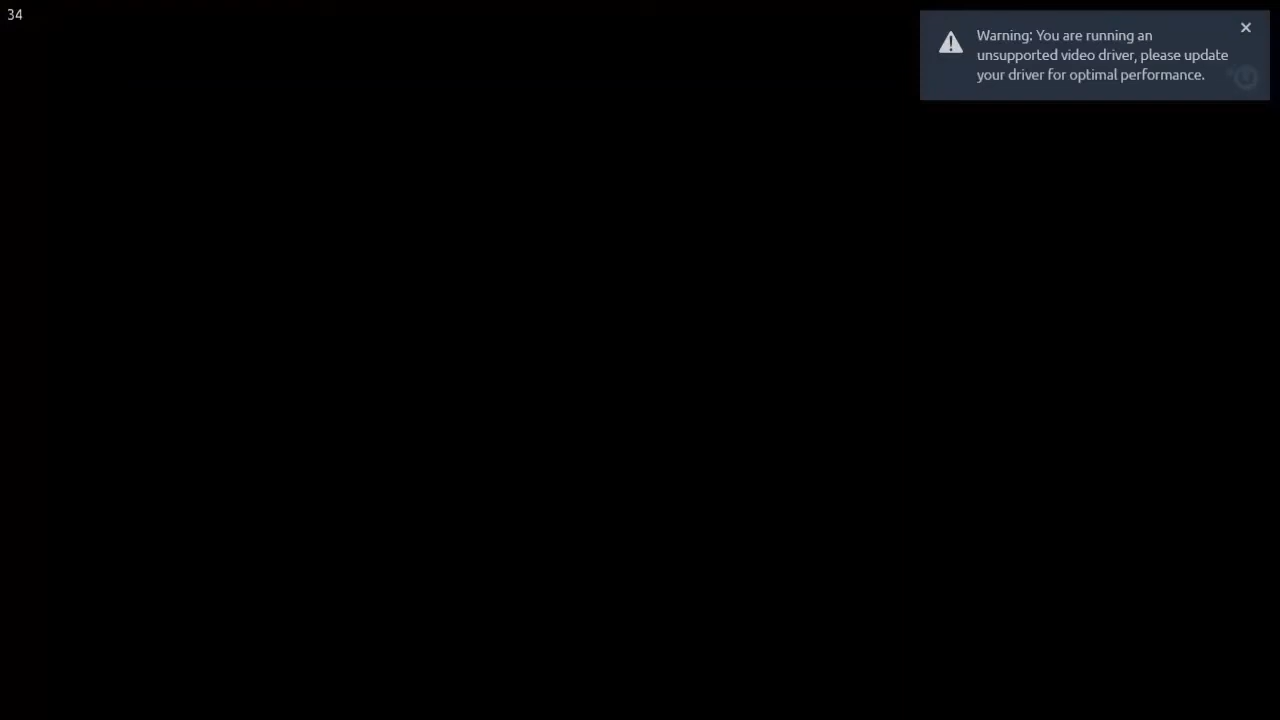 34
Warning: You are running an
unsupported video driver, please update
your driver for optimal performance.